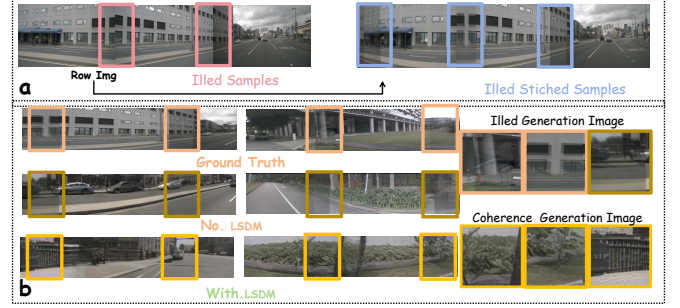 Row Img
Illed Samples
a
Illed Stiched Samples
Illed Generation Image
Ground Truth
No. LSDM
Coherence Generation Image
With.LSDM
b